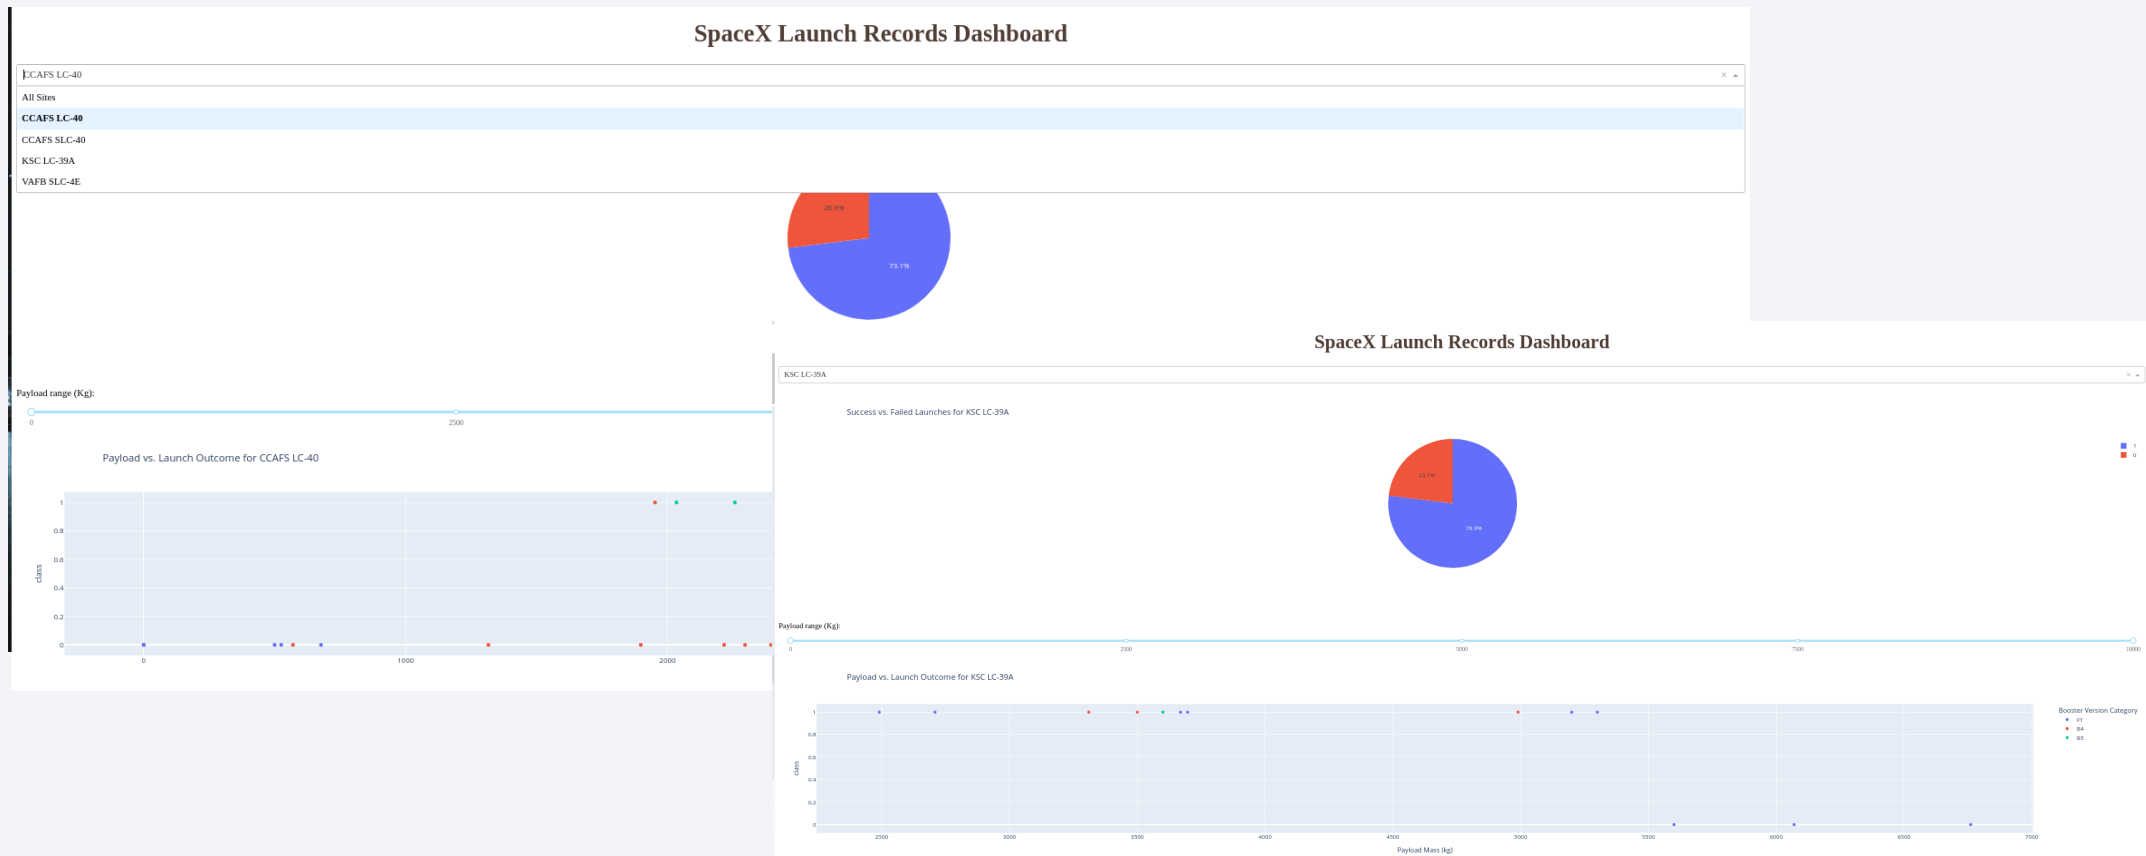 SpaceX Launch Records Dashboard
CCAFS LC-40
All Sites
CCAFS LC-40
CCAFS SLC-40
KSC LC-39A
VAFB SLC-4E
26.9%
73.1%
Payload range (Kg):
0
2500
Payload vs. Launch Outcome for CCAFS LC-40
1
0.8
0.6
0.4
0.2
0
class
0
1000
2000
SpaceX Launch Records Dashboard
KSC LC-39A
Success vs. Failed Launches for KSC LC-39A
1
0
23.1%
76.9%
Payload range (Kg):
0
2500
5000
7500
10000
Payload vs. Launch Outcome for KSC LC-39A
1
0.8
0.6
0.4
0.2
0
class
2500
3000
3500
4000
4500
5000
5500
6000
6500
7000
Payload Mass (kg)
Booster Version Category
FT
B4
B5